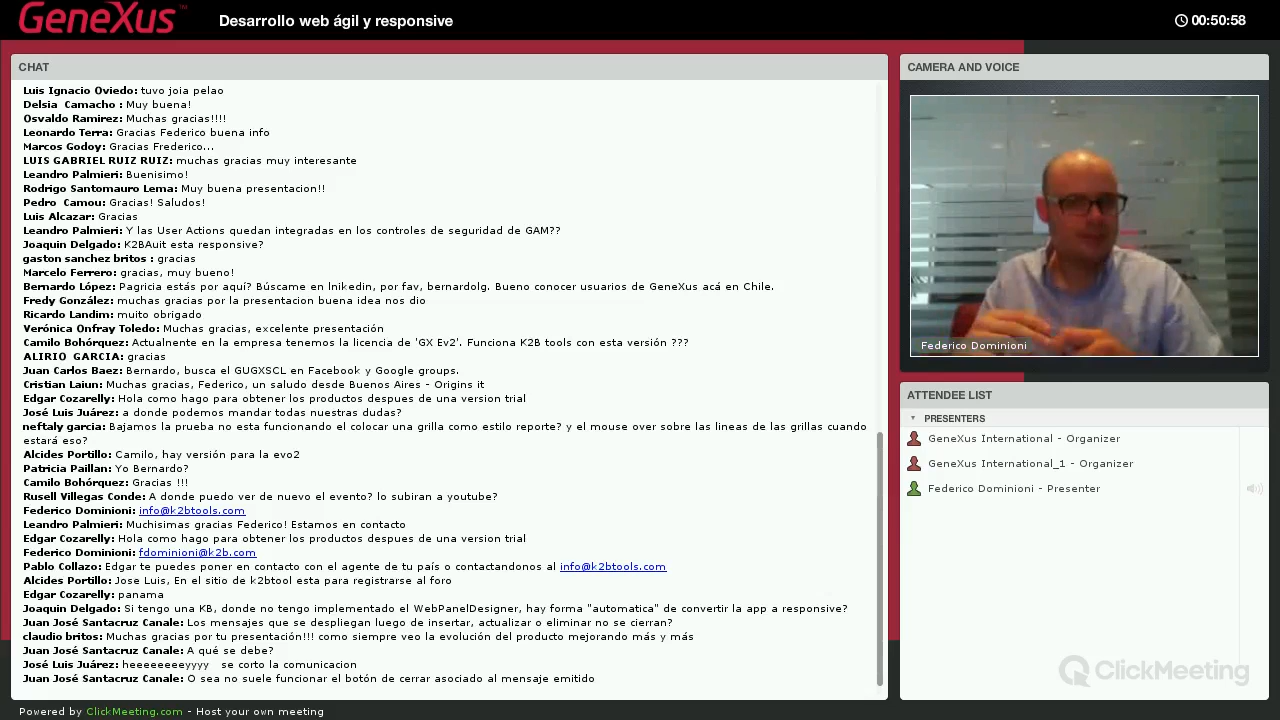 GeneXus™
Desarrollo web ágil y responsive
00:50:58
CHAT
Luis Ignacio Oviedo: tuvo joia pelao
Delsia Camacho : Muy buena!
Osvaldo Ramirez: Muchas gracias!!!!
Leonardo Terra: Gracias Federico buena info
Marcos Godoy: Gracias Frederico...
LUIS GABRIEL RUIZ RUIZ: muchas gracias muy interesante
Leandro Palmieri: Buenisimo!
Rodrigo Santomauro Lema: Muy buena presentacion!!
Pedro Camou: Gracias! Saludos!
Luis Alcazar: Gracias
Leandro Palmieri: Y las User Actions quedan integradas en los controles de seguridad de GAM??
Joaquin Delgado: K2BAuit esta responsive?
gaston sanchez britos : gracias
Marcelo Ferrero: gracias, muy bueno!
Bernardo López: Pagricia estás por aquí? Búscame en lnikedin, por fav, bernardolg. Bueno conocer usuarios de GeneXus acá en Chile.
Fredy González: muchas gracias por la presentacion buena idea nos dio
Ricardo Landim: muito obrigado
Verónica Onfray Toledo: Muchas gracias, excelente presentación
Camilo Bohórquez: Actualnente en la empresa tenemos la licencia de 'GX Ev2'. Funciona K2B tools con esta versión ???
ALIRIO GARCIA: gracias
Juan Carlos Baez: Bernardo, busca el GUGXSCL en Facebook y Google groups.
Cristian Laiun: Muchas gracias, Federico, un saludo desde Buenos Aires - Origins it
Edgar Cozarelly: Hola como hago para obtener los productos despues de una version trial
José Luis Juárez: a donde podemos mandar todas nuestras dudas?
neftaly garcia: Bajamos la prueba no esta funcionando el colocar una grilla como estilo reporte? y el mouse over sobre las lineas de las grillas cuando
estará eso?
Alcides Portillo: Camilo, hay versión para la evo2
Patricia Paillan: Yo Bernardo?
Camilo Bohórquez: Gracias !!!
Rusell Villegas Conde: A donde puedo ver de nuevo el evento? lo subiran a youtube?
Federico Dominioni: info@k2btools.com
Leandro Palmieri: Muchisimas gracias Federico! Estamos en contacto
Edgar Cozarelly: Hola como hago para obtener los productos despues de una version trial
Federico Dominioni: fdominioni@k2b.com
Pablo Collazo: Edgar te puedes poner en contacto con el agente de tu país o contactandonos al info@k2btools.com
Alcides Portillo: Jose Luis, En el sitio de k2btool esta para registrarse al foro
Edgar Cozarelly: panama
Joaquin Delgado: Si tengo una KB, donde no tengo implementado el WebPanelDesigner, hay forma "automatica" de convertir la app a responsive?
Juan José Santacruz Canale: Los mensajes que se despliegan luego de insertar, actualizar o eliminar no se cierran?
claudio britos: Muchas gracias por tu presentación!!! como siempre veo la evolución del producto mejorando más y más
Juan José Santacruz Canale: A qué se debe?
José Luis Juárez: heeeeeeeyyyy se corto la comunicacion
Juan José Santacruz Canale: O sea no suele funcionar el botón de cerrar asociado al mensaje emitido
CAMERA AND VOICE
Federico Dominioni
ATTENDEE LIST
PRESENTERS
GeneXus International - Organizer
GeneXus International_1 - Organizer
Federico Dominioni - Presenter
ClickMeeting
Powered by ClickMeeting.com - Host your own meeting